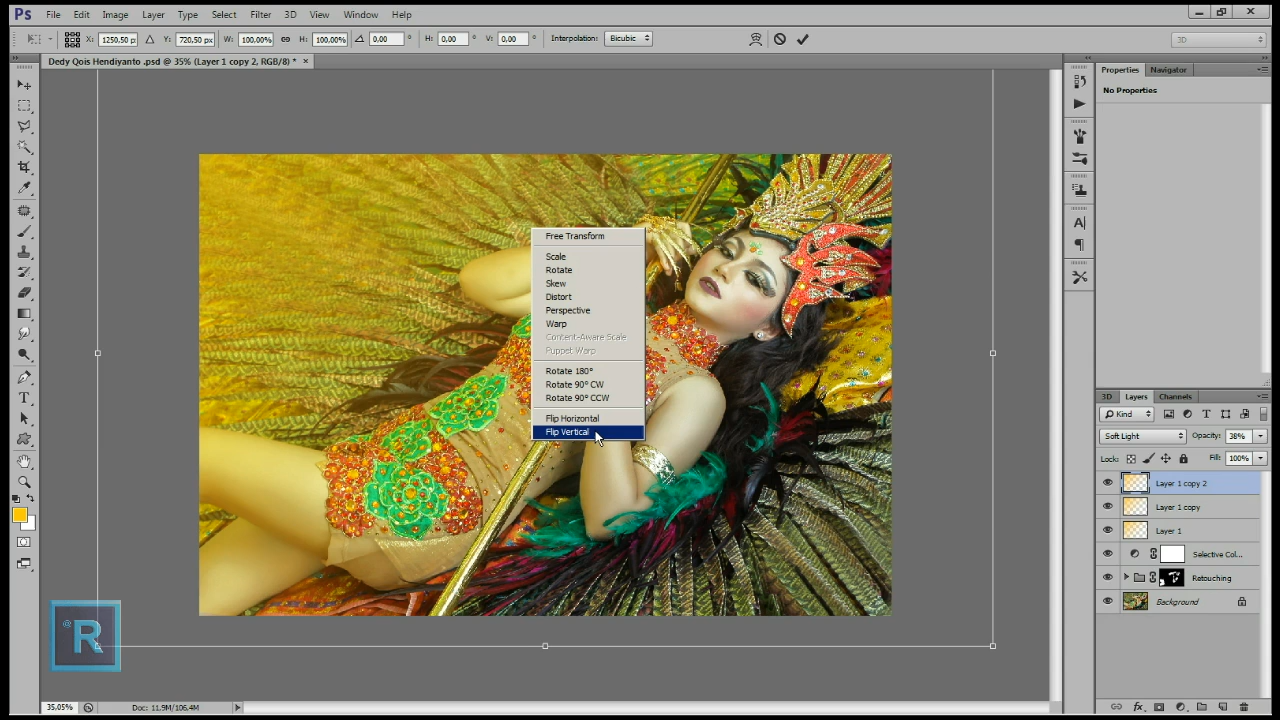 Ps File Edit Image Layer Type Select Filter 3D View Window Help
X: 1250,50 px Y: 720,50 px W: 100,00% H: 100,00% 0,00 ° H: 0,00 ° V: 0,00 ° Interpolation: Bicubic 3D
Dedy Qois Hendiyanto .psd @ 35% (Layer 1 copy 2, RGB/8) * ×
Properties Navigator
No Properties
Free Transform
Scale
Rotate
Skew
Distort
Perspective
Warp
Content-Aware Scale
Puppet Warp
Rotate 180°
Rotate 90° CW
Rotate 90° CCW
Flip Horizontal
Flip Vertical
3D Layers Channels
Kind
Soft Light Opacity: 38%
Lock: Fill: 100%
Layer 1 copy 2
Layer 1 copy
Layer 1
Selective Col...
Retouching
Background
®R
35.05% Doc: 11.9M/106.4M